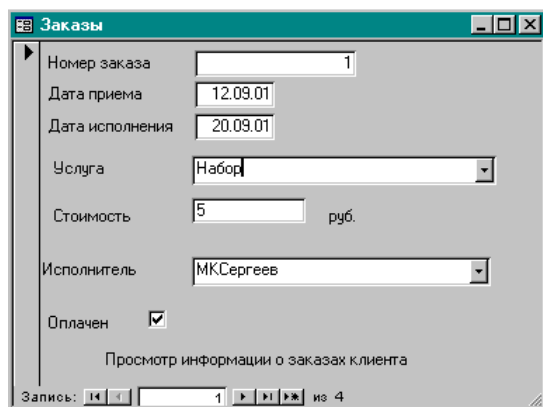 Заказы
Номер заказа 1
Дата приема 12.09.01
Дата исполнения 20.09.01
Услуга Набор
Стоимость 5 руб.
Исполнитель МКСергеев
Оплачен
Просмотр информации о заказах клиента
Запись: 1 из 4